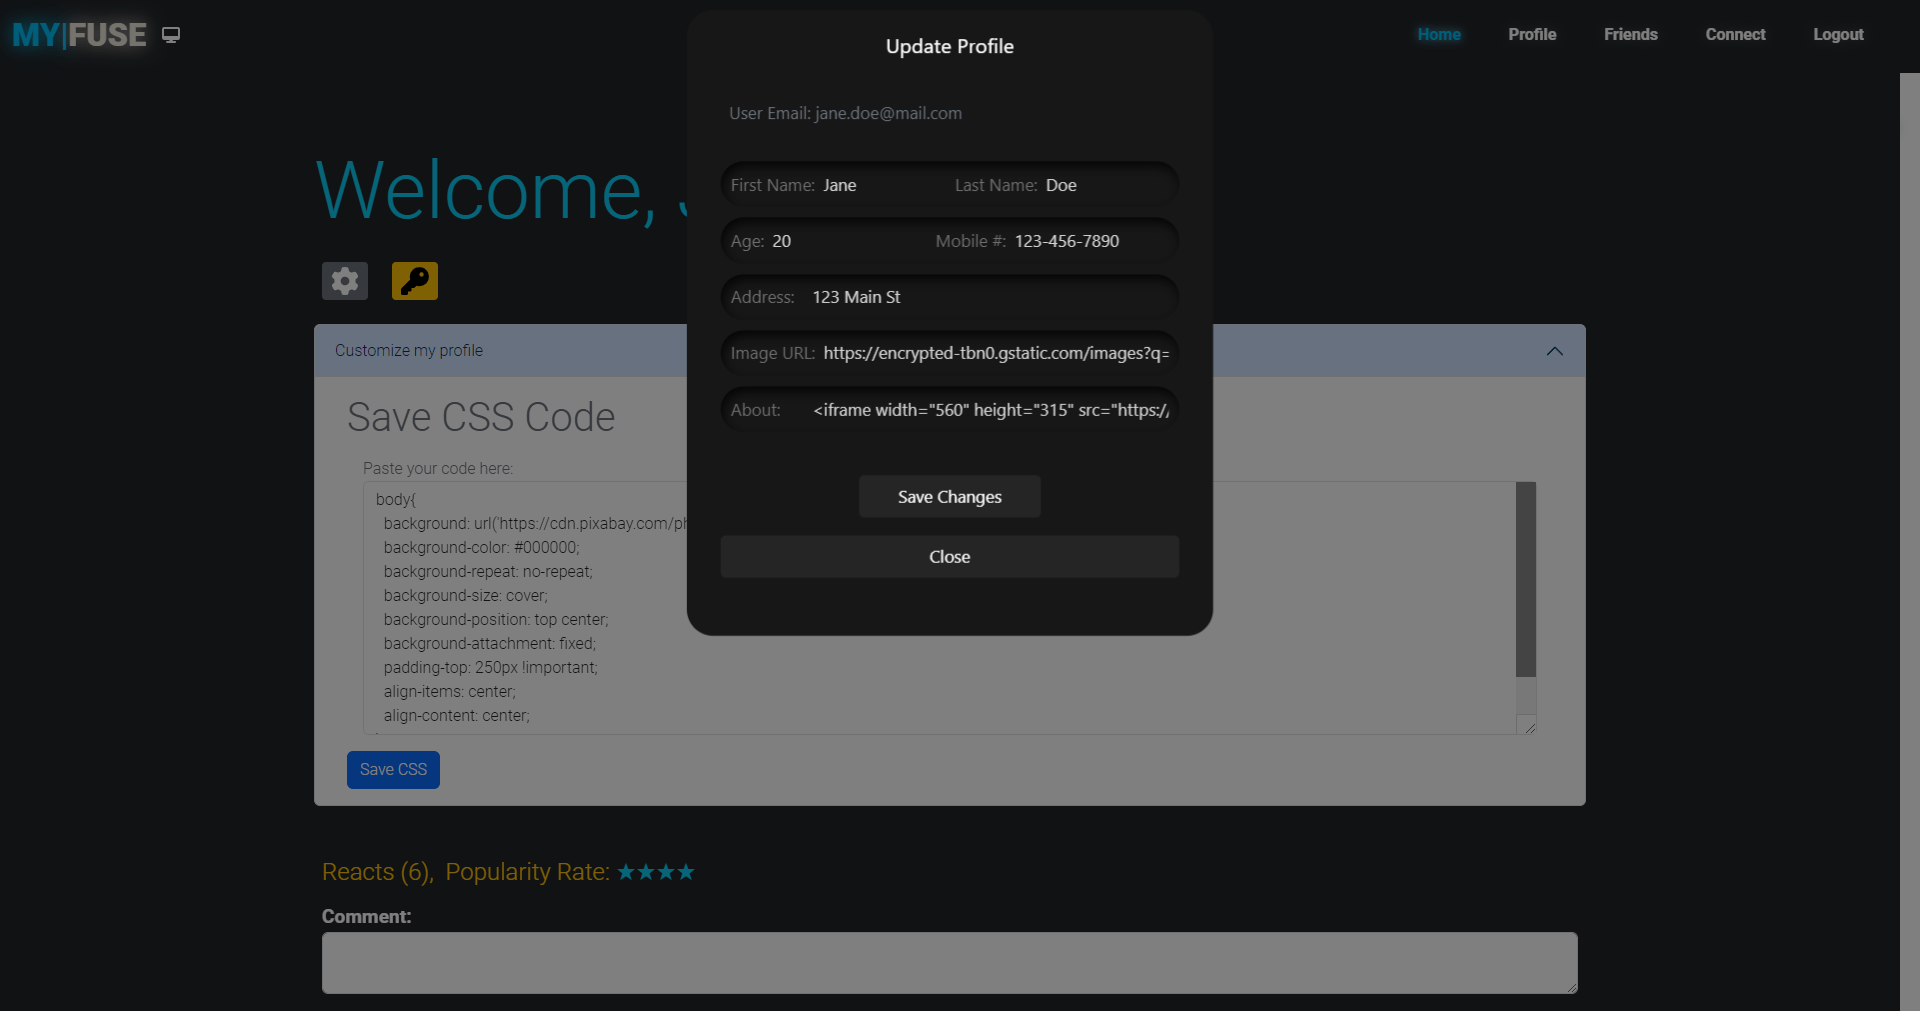 MY|FUSE
Home Profile Friends Connect Logout
Update Profile
User Email: jane.doe@mail.com
First Name: Jane Last Name: Doe
Age: 20 Mobile #: 123-456-7890
Address: 123 Main St
Image URL: https://encrypted-tbn0.gstatic.com/images?q=
About: <iframe width="560" height="315" src="https:/
Save Changes
Close
Welcome,
Customize my profile
Save CSS Code
Paste your code here:
body{
background: url('https://cdn.pixabay.com/ph
background-color: #000000;
background-repeat: no-repeat;
background-size: cover;
background-position: top center;
background-attachment: fixed;
padding-top: 250px !important;
align-items: center;
align-content: center;
Save CSS
Reacts (6), Popularity Rate: ★★★★
Comment: